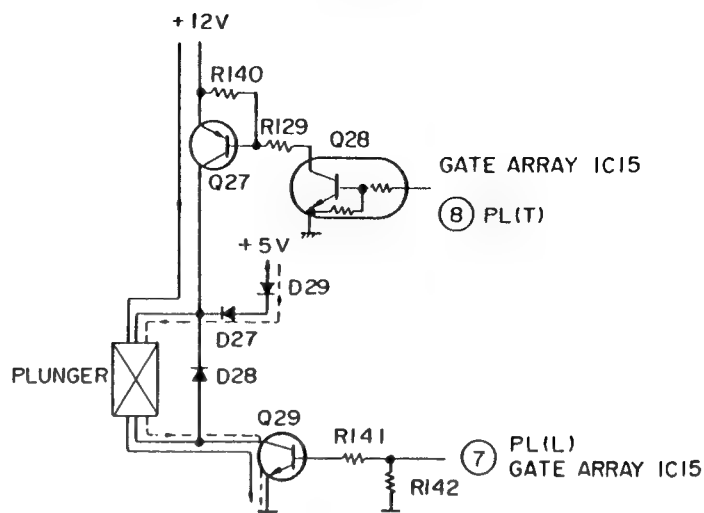 +12V
R140
R129
Q28
Q27
GATE ARRAY IC15
8 PL(T)
+5V
D29
D27
PLUNGER
D28
Q29
R141
7 PL(L)
GATE ARRAY IC15
R142